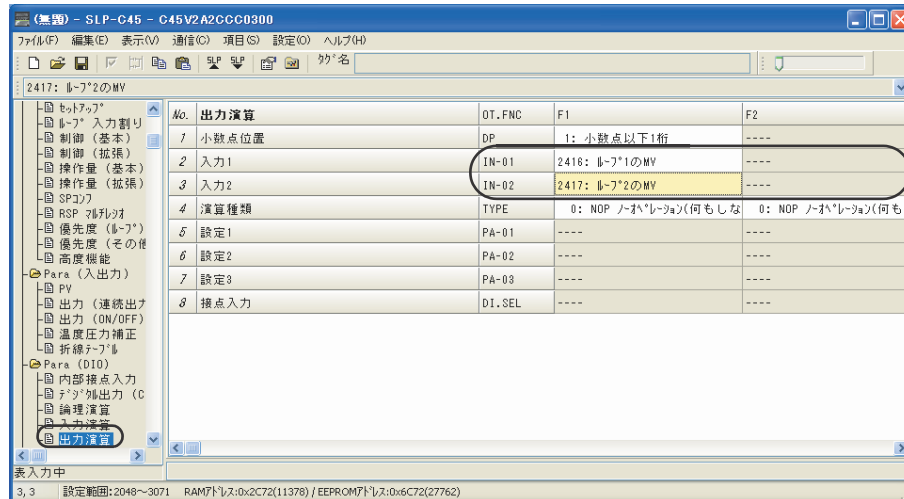 (無題) - SLP-C45 - C45V2A2CCC0300
ファイル(F) 編集(E) 表示(V) 通信(C) 項目(S) 設定(O) ヘルプ(H)
SLP SLP タグ名
2417: ループ2のMV
セットアップ
ループ 入力割り
制御 (基本)
制御 (拡張)
操作量 (基本)
操作量 (拡張)
SPコンフ
RSP マルチレシオ
優先度 (ループ)
優先度 (その他
高度機能
Para (入出力)
PV
出力 (連続出力
出力 (ON/OFF)
温度圧力補正
折線テーブル
Para (DIO)
内部接点入力
デジタル出力 (C
論理演算
入力演算
出力演算
No. 出力演算 OT.FNC F1 F2
1 小数点位置 DP 1: 小数点以下1桁 ----
2 入力1 IN-01 2416: ループ1のMV ----
3 入力2 IN-02 2417: ループ2のMV ----
4 演算種類 TYPE 0: NOP ノーオペレーション(何もしな 0: NOP ノーオペレーション(何も
5 設定1 PA-01 ---- ----
6 設定2 PA-02 ---- ----
7 設定3 PA-03 ---- ----
8 接点入力 DI.SEL ---- ----
表入力中
3, 3 設定範囲:2048〜3071 RAMアドレス:0x2C72(11378) / EEPROMアドレス:0x6C72(27762)